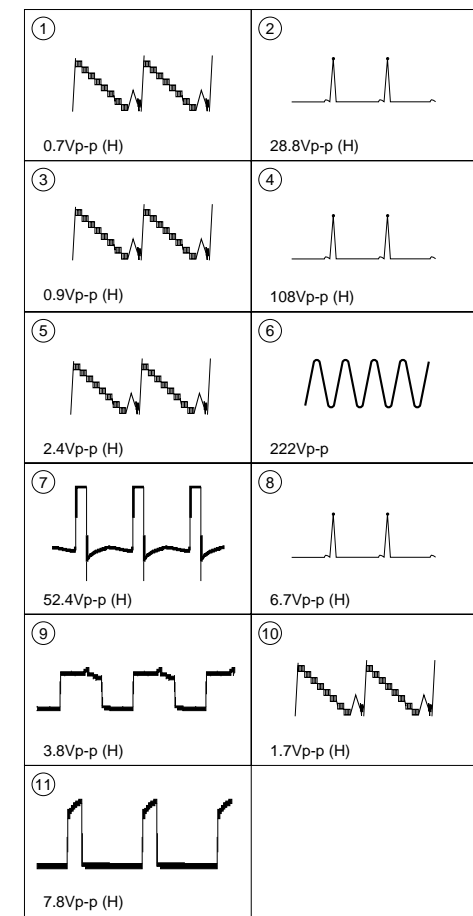 1
2
0.7Vp-p (H)
28.8Vp-p (H)
3
4
0.9Vp-p (H)
108Vp-p (H)
5
6
2.4Vp-p (H)
222Vp-p
7
8
52.4Vp-p (H)
6.7Vp-p (H)
9
10
3.8Vp-p (H)
1.7Vp-p (H)
11
7.8Vp-p (H)